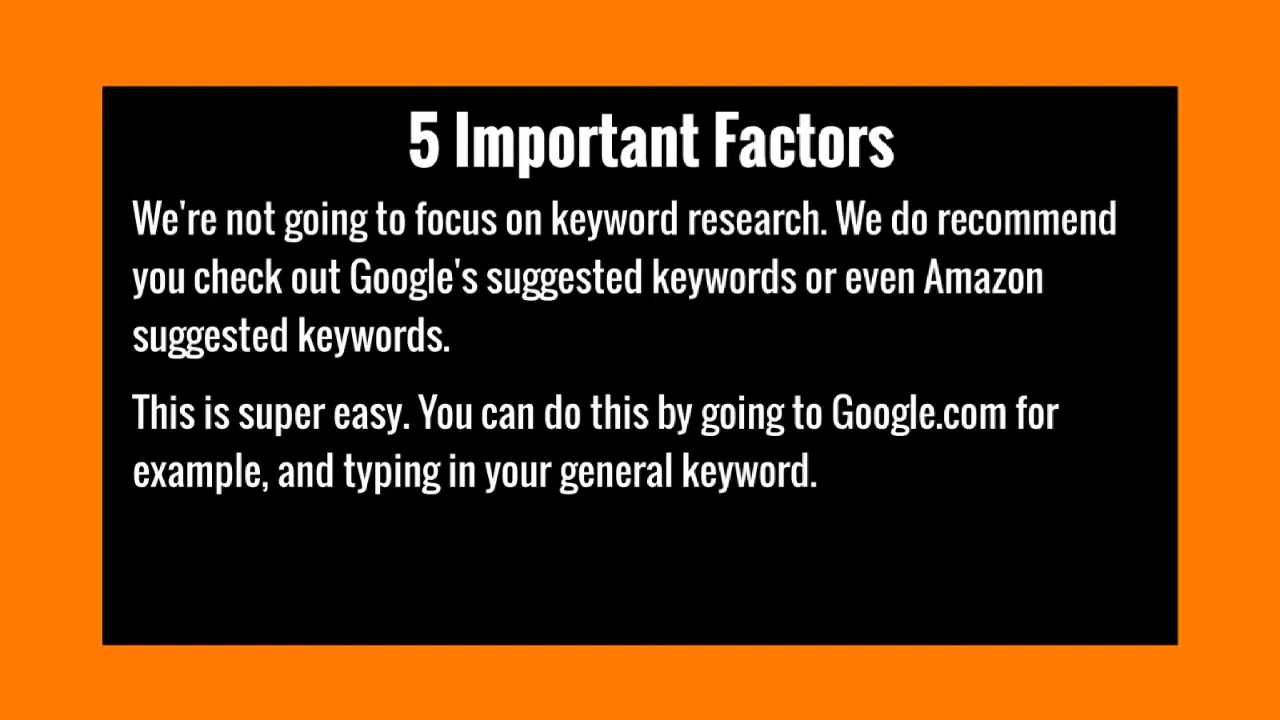 5 Important Factors
We're not going to focus on keyword research. We do recommend
you check out Google's suggested keywords or even Amazon
suggested keywords.
This is super easy. You can do this by going to Google.com for
example, and typing in your general keyword.